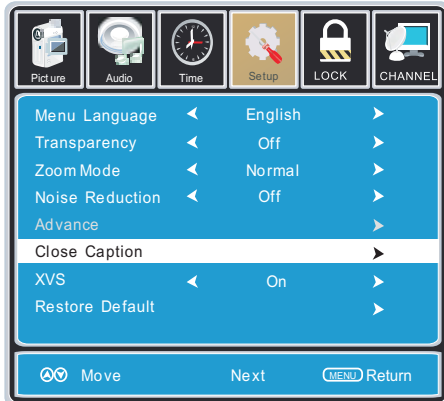 Picture Audio Time Setup LOCK CHANNEL
Menu Language English
Transparency Off
Zoom Mode Normal
Noise Reduction Off
Advance
Close Caption
XVS On
Restore Default
Move Next MENU Return